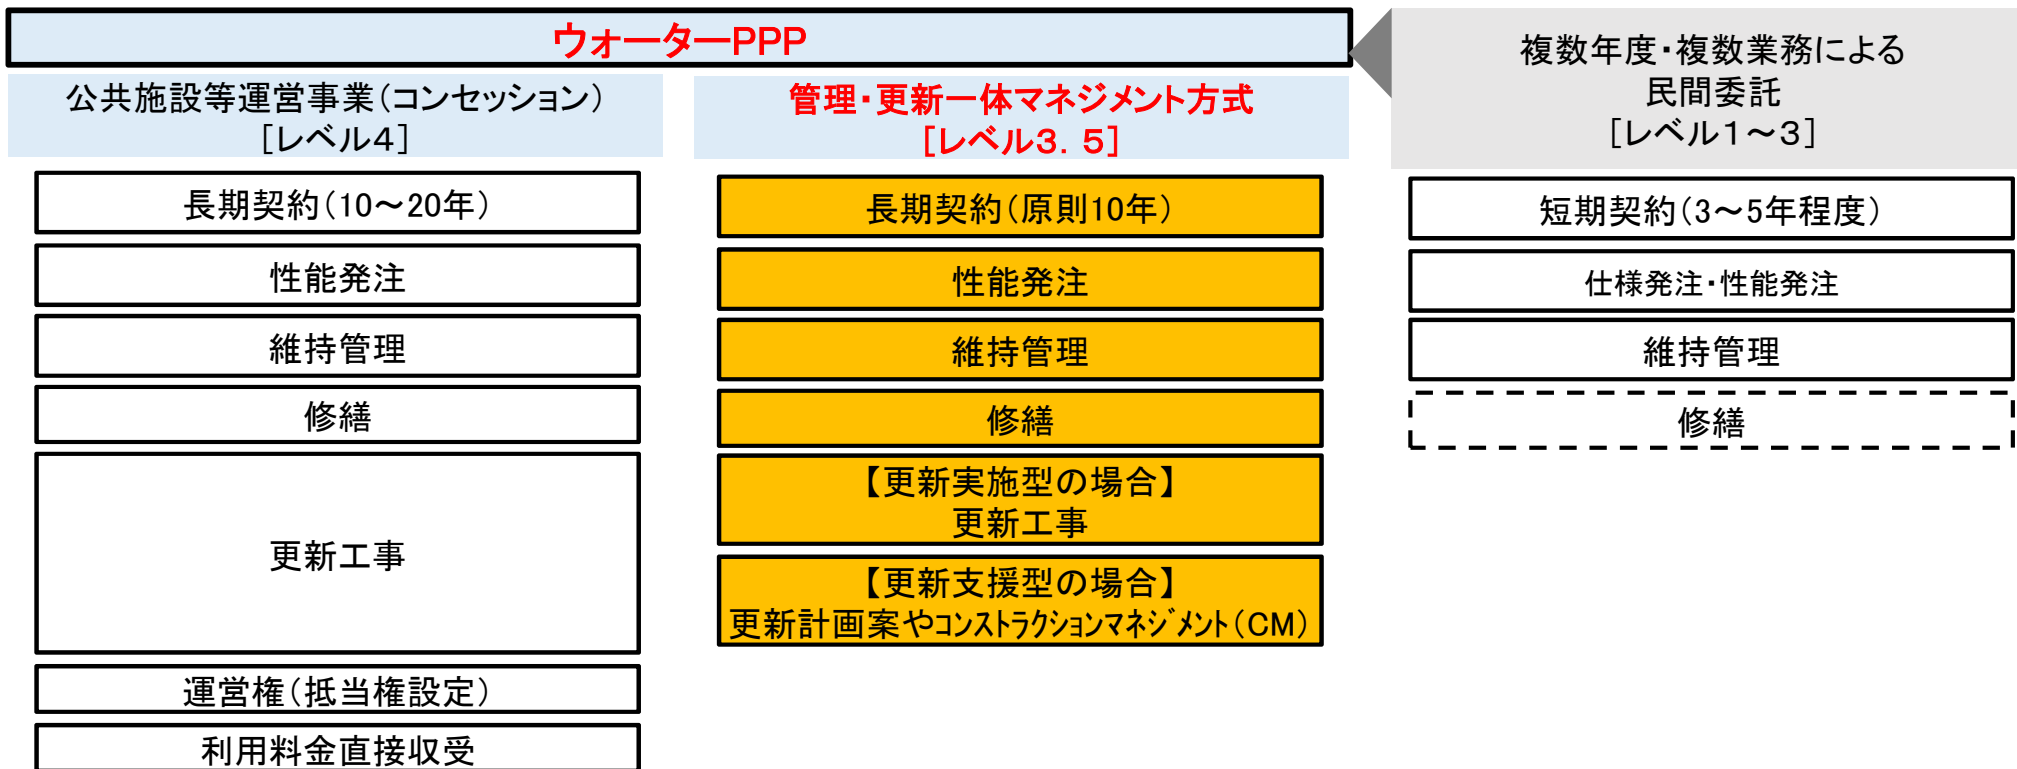 ウォーターPPP
公共施設等運営事業(コンセッション)
[レベル4]
長期契約(10～20年)
性能発注
維持管理
修繕
更新工事
運営権(抵当権設定)
利用料金直接収受
管理・更新一体マネジメント方式
[レベル3．5]
長期契約(原則10年)
性能発注
維持管理
修繕
【更新実施型の場合】
更新工事
【更新支援型の場合】
更新計画案やｺﾝｽﾄﾗｸｼｮﾝﾏﾈｼﾞﾒﾝﾄ(CM)
複数年度・複数業務による
民間委託
[レベル1～3]
短期契約(3～5年程度)
仕様発注・性能発注
維持管理
修繕